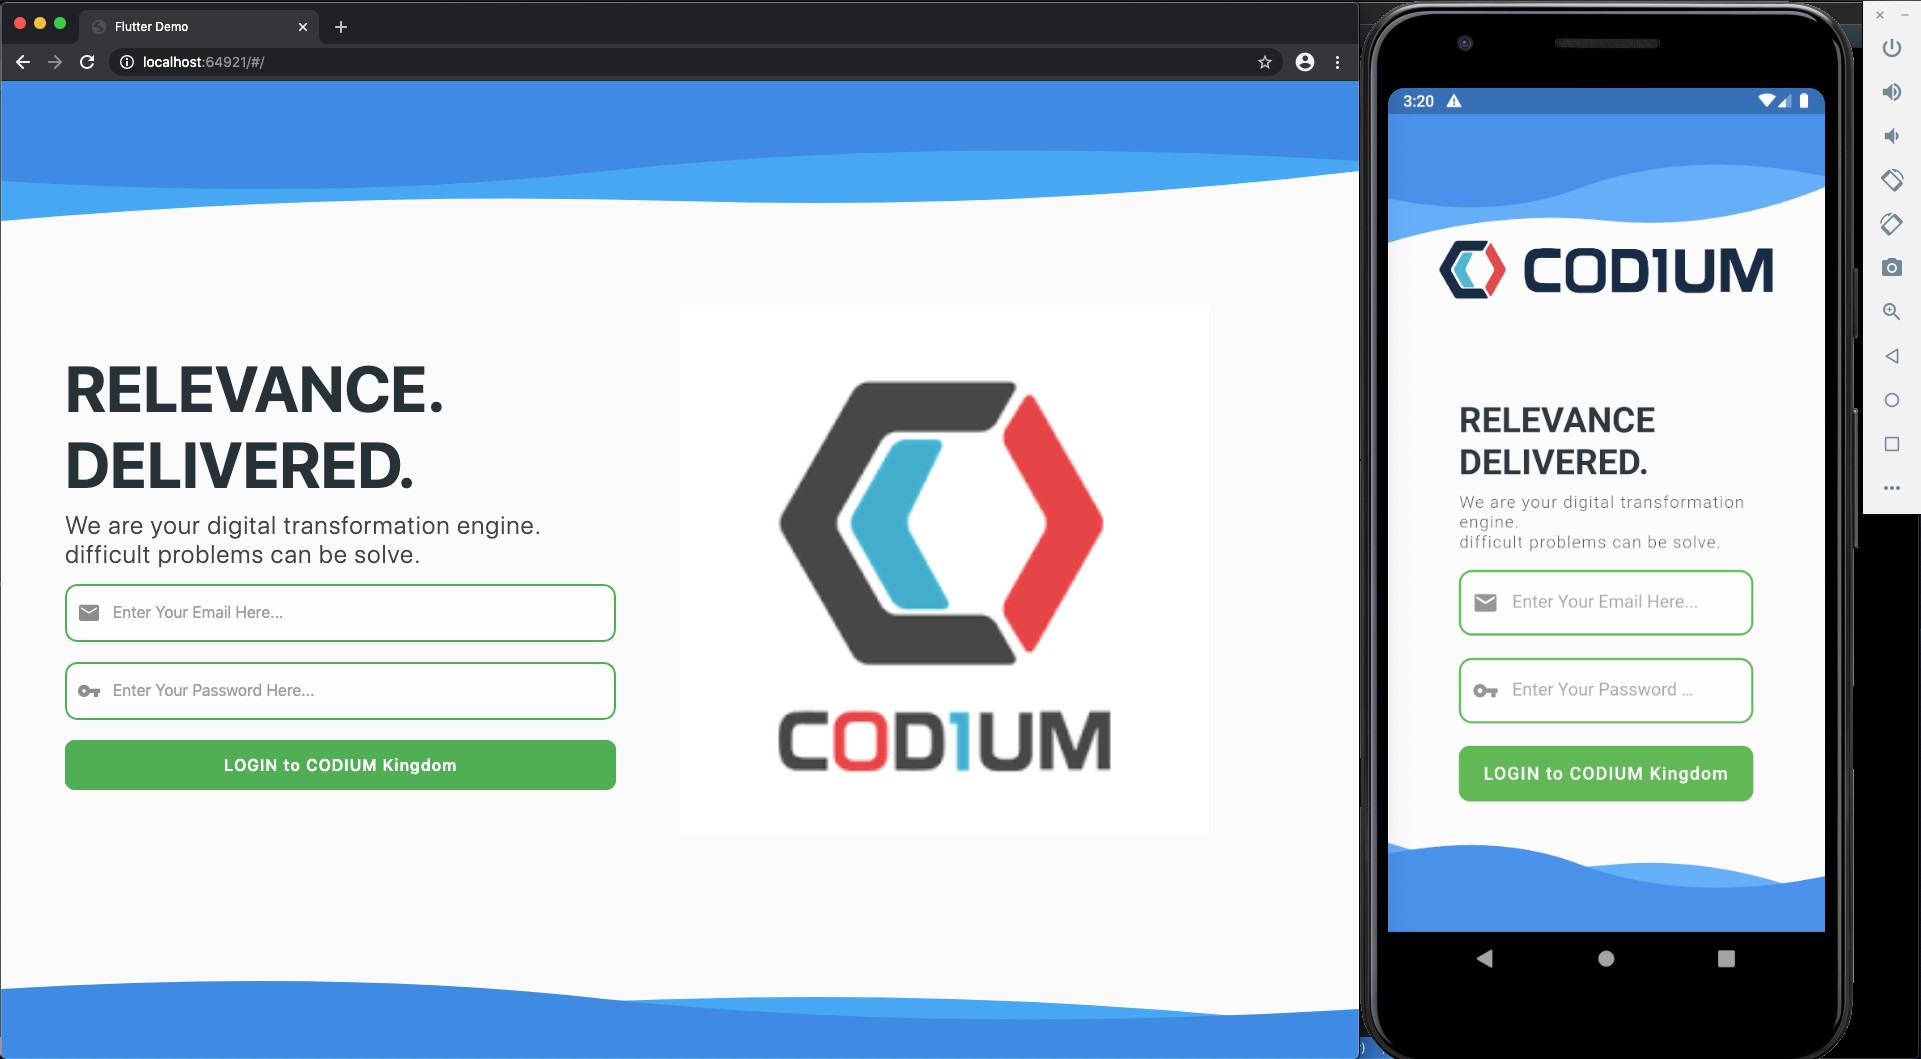 Flutter Demo
localhost:64921/#/
RELEVANCE.
DELIVERED.
We are your digital transformation engine.
difficult problems can be solve.
Enter Your Email Here...
Enter Your Password Here...
LOGIN to CODIUM Kingdom
COD1UM
3:20
COD1UM
RELEVANCE
DELIVERED.
We are your digital transformation
engine.
difficult problems can be solve.
Enter Your Email Here...
Enter Your Password ...
LOGIN to CODIUM Kingdom